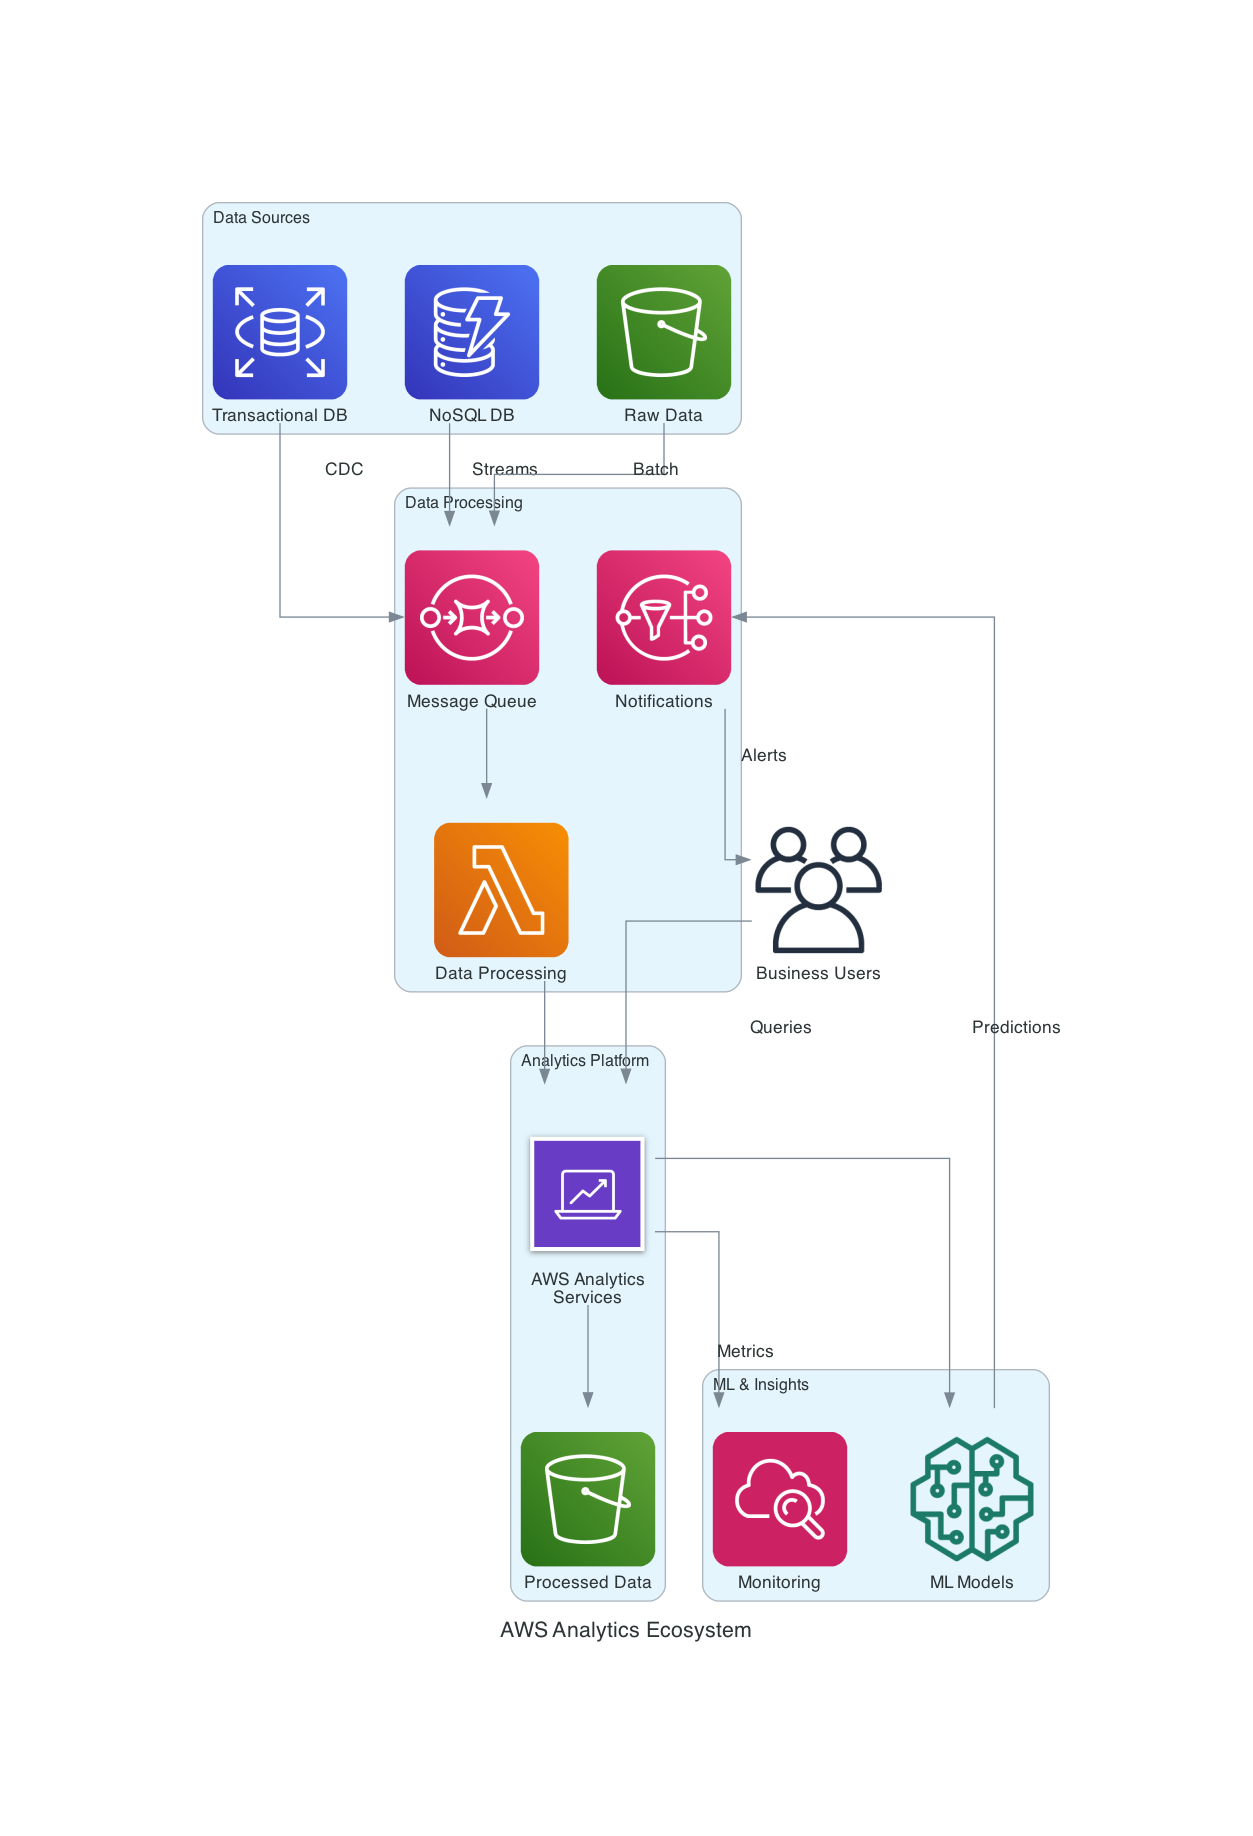 Data Sources
Transactional DB
NoSQL DB
Raw Data
CDC
Streams
Batch
Data Processing
Message Queue
Notifications
Alerts
Data Processing
Business Users
Queries
Predictions
Analytics Platform
AWS Analytics
Services
Metrics
ML & Insights
Processed Data
Monitoring
ML Models
AWS Analytics Ecosystem